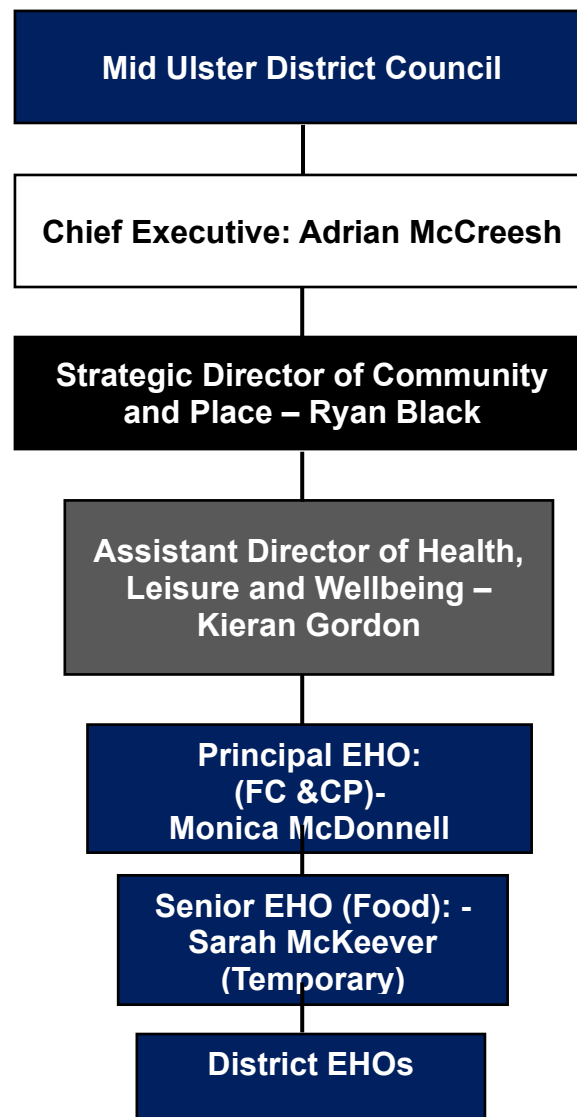 Mid Ulster District Council
Chief Executive: Adrian McCreesh
Strategic Director of Community
and Place – Ryan Black
Assistant Director of Health,
Leisure and Wellbeing –
Kieran Gordon
Principal EHO:
(FC &CP)-
Monica McDonnell
Senior EHO (Food): -
Sarah McKeever
(Temporary)
District EHOs